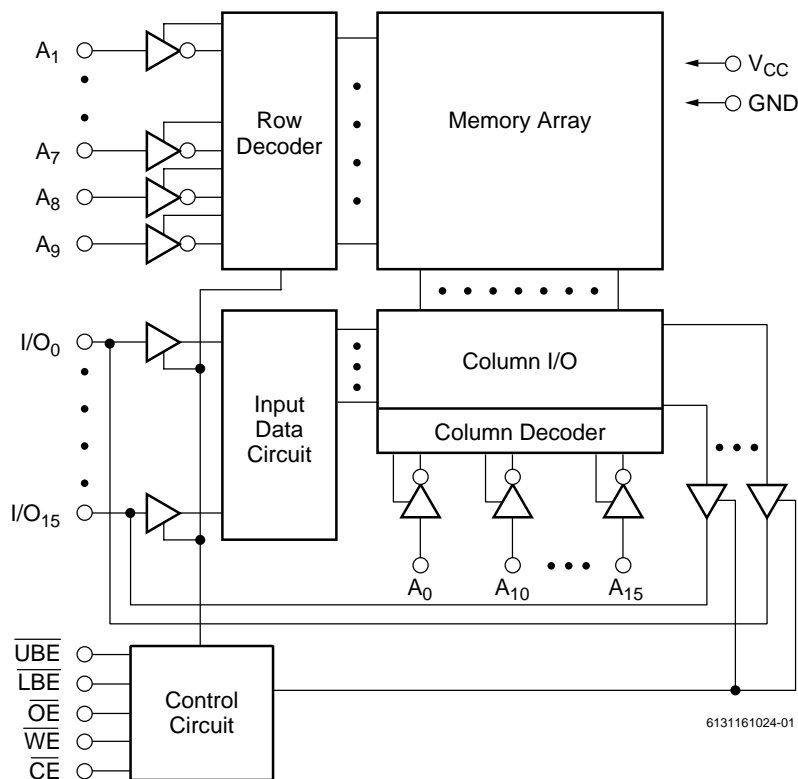 A1
A7
A8
A9
Row
Decoder
Memory Array
VCC
GND
I/O0
I/O15
Input
Data
Circuit
Column I/O
Column Decoder
A0
A10
A15
UBE
LBE
OE
WE
CE
Control
Circuit
6131161024-01